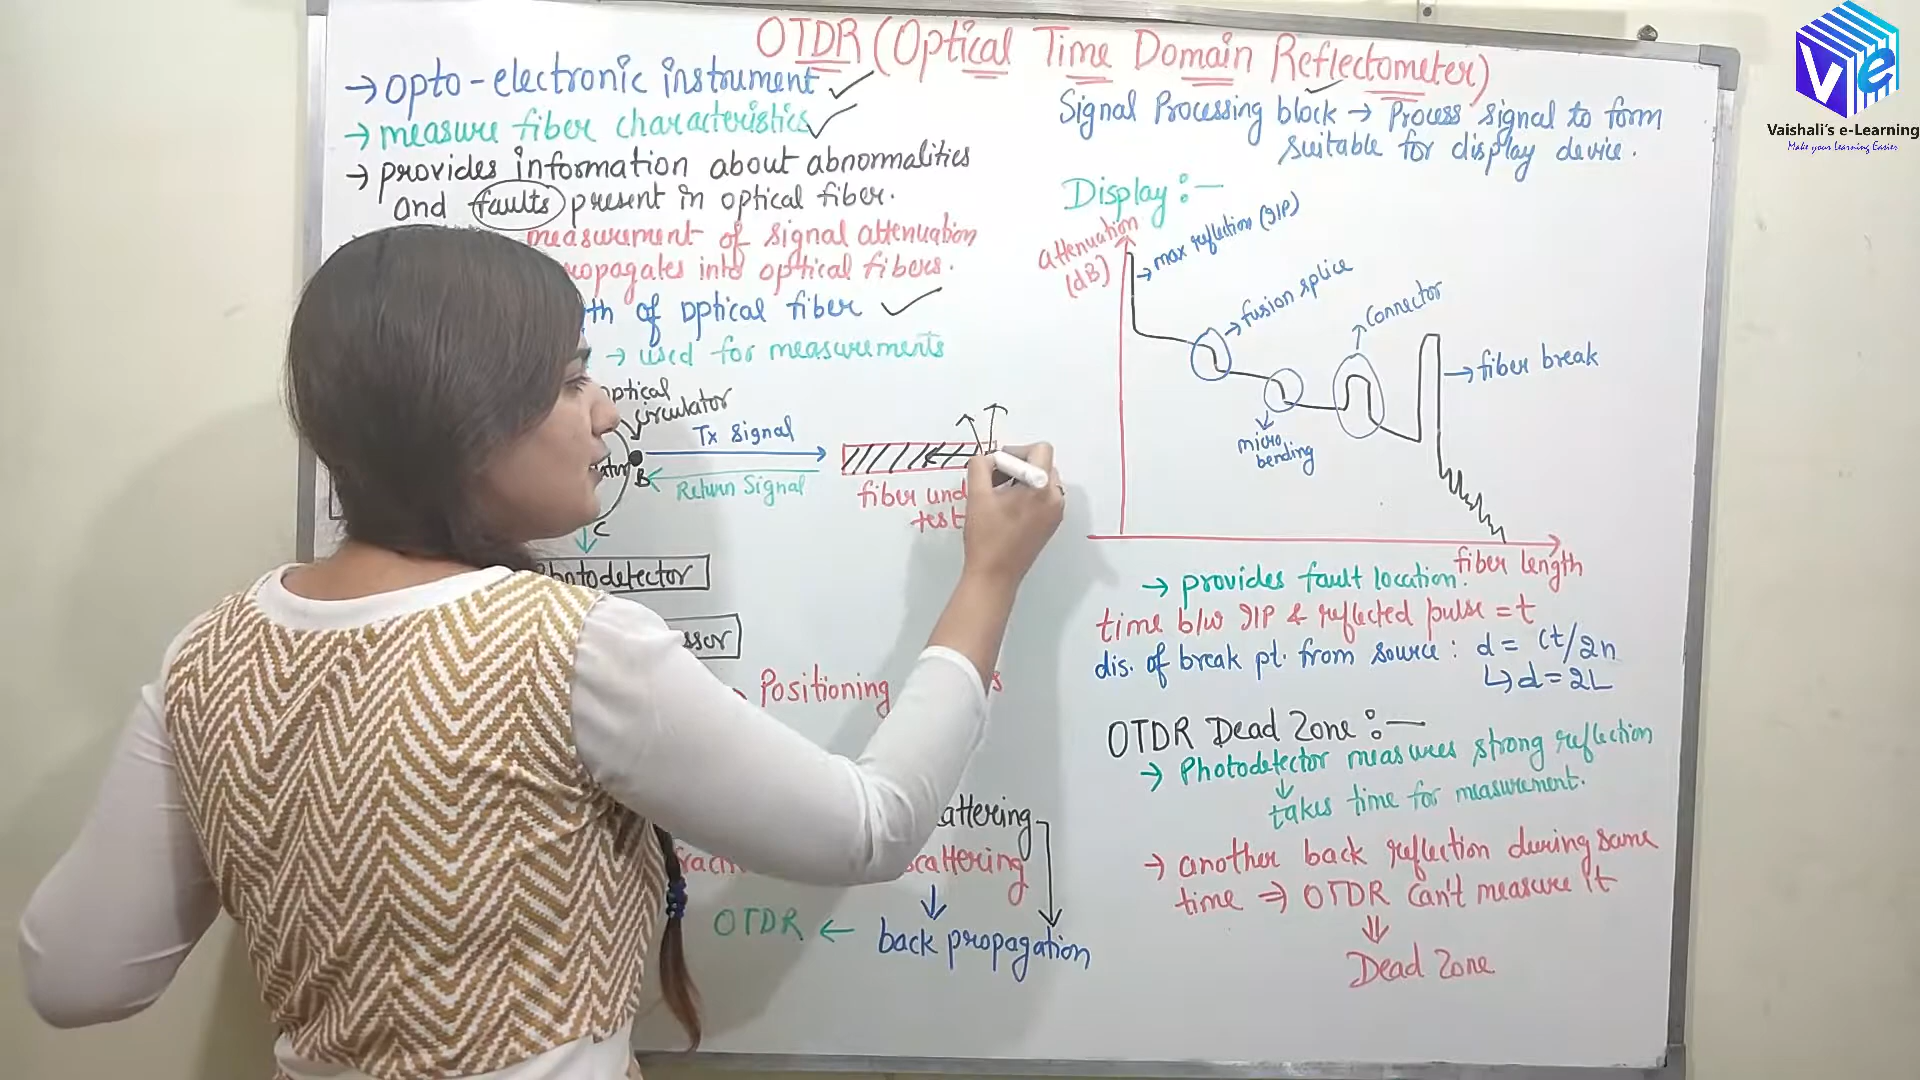 OTDR (Optical Time Domain Reflectometer)
→ opto-electronic instrument
→ measure fiber characteristics
→ provides information about abnormalities
and faults present in optical fiber.
measurement of signal attenuation
propagates into optical fibers.
of optical fiber
→ used for measurements
optical
circulator
Tx Signal
B
Return Signal
C
fiber
test
Photodetector
Positioning
scattering
OTDR ← back propagation
Signal Processing block → Process signal to form
suitable for display device.
Display :-
attenuation
(dB)
→ max reflection (I/P)
→ fusion splice
Connector
→ fiber break
micro
bending
fiber length
→ provides fault location.
time b/w I/P & reflected pulse = t
dis. of break pt. from source : d = ct/2n
↳ d = 2L
OTDR Dead Zone :-
→ Photodetector measures strong reflection
↓
takes time for measurement.
→ another back reflection during same
time ⇒ OTDR can't measure it
⇓
Dead Zone
Ve
Vaishali's e-Learning
Make your Learning Easier